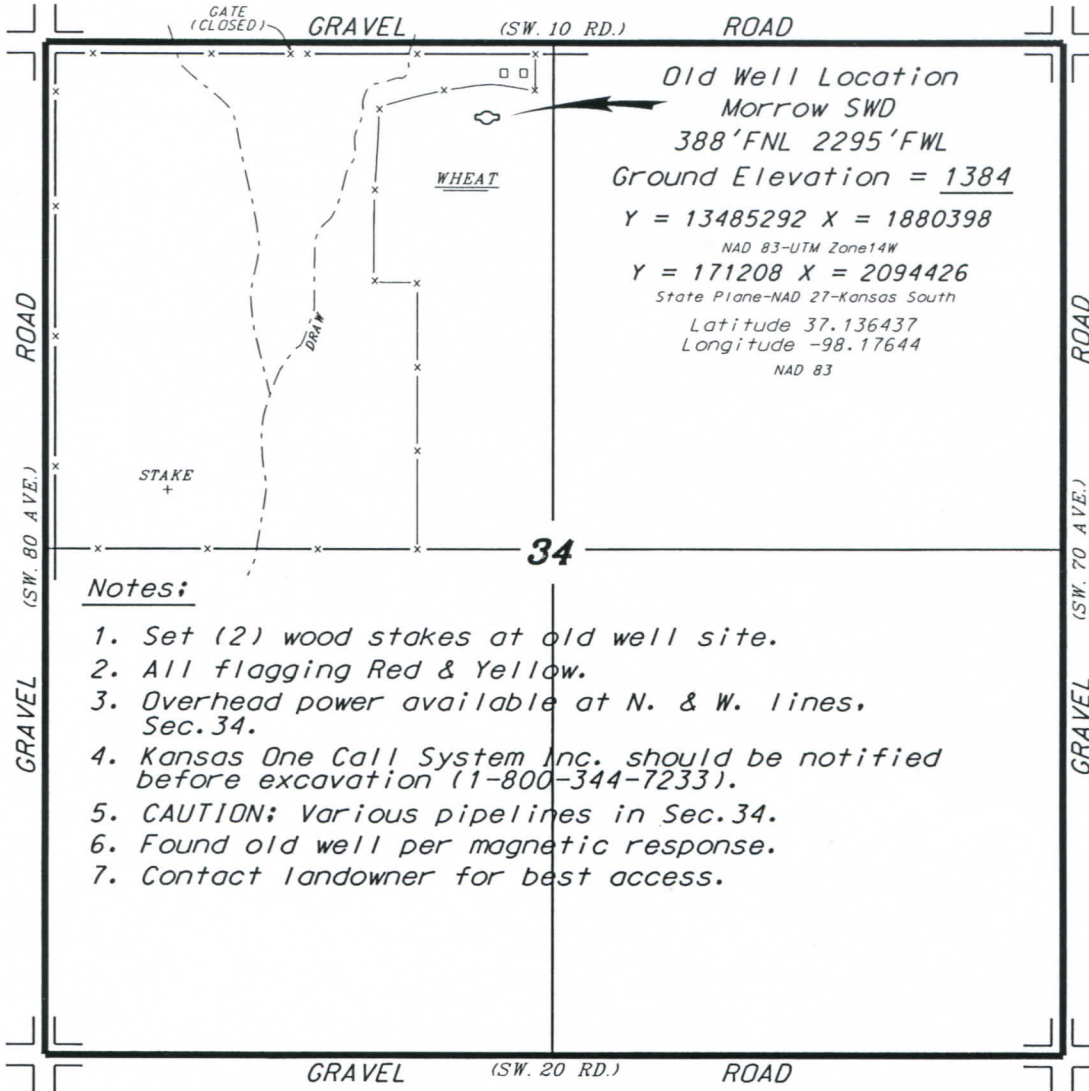 GATE
(CLOSED)
GRAVEL (SW. 10 RD.) ROAD
Old Well Location
Morrow SWD
388'FNL 2295'FWL
Ground Elevation = 1384
Y = 13485292 X = 1880398
NAD 83-UTM Zone14W
Y = 171208 X = 2094426
State Plane-NAD 27-Kansas South
Latitude 37.136437
Longitude -98.17644
NAD 83
WHEAT
DRAW
STAKE
GRAVEL (SW. 80 AVE.) ROAD
GRAVEL (SW. 70 AVE.) ROAD
34
Notes:
1. Set (2) wood stakes at old well site.
2. All flagging Red & Yellow.
3. Overhead power available at N. & W. lines,
Sec.34.
4. Kansas One Call System Inc. should be notified
before excavation (1-800-344-7233).
5. CAUTION: Various pipelines in Sec.34.
6. Found old well per magnetic response.
7. Contact landowner for best access.
GRAVEL (SW. 20 RD.) ROAD